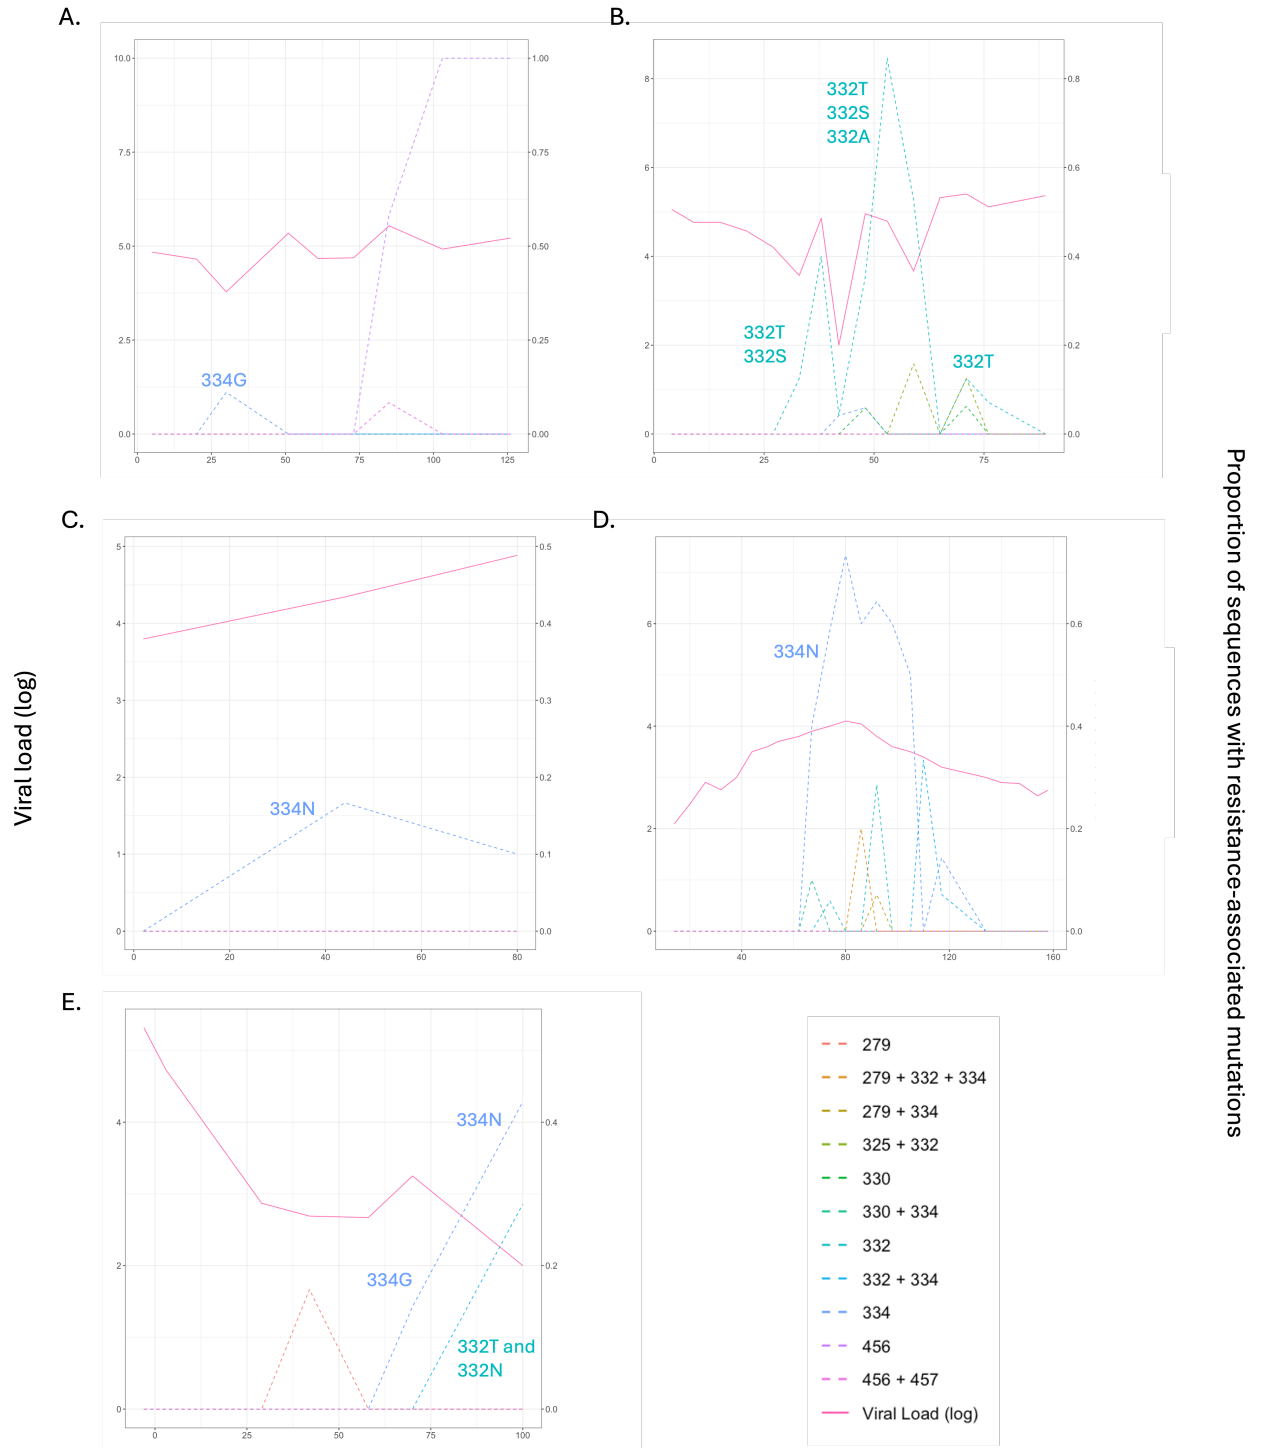 A.
10.0
7.5
5.0
2.5
0.0
1.00
0.75
0.50
0.25
0.00
0
25
50
75
100
125
334G
B.
8
6
4
2
0
0.8
0.6
0.4
0.2
0.0
0
25
50
75
332T
332S
332A
332T
332S
332T
C.
5
4
3
2
1
0
0.5
0.4
0.3
0.2
0.1
0.0
0
20
40
60
80
334N
D.
6
4
2
0
0.6
0.4
0.2
0.0
40
80
120
160
334N
E.
4
2
0
0.4
0.2
0.0
0
25
50
75
100
334N
334G
332T and
332N
279
279 + 332 + 334
279 + 334
325 + 332
330
330 + 334
332
332 + 334
334
456
456 + 457
Viral Load (log)
Viral load (log)
Proportion of sequences with resistance-associated mutations